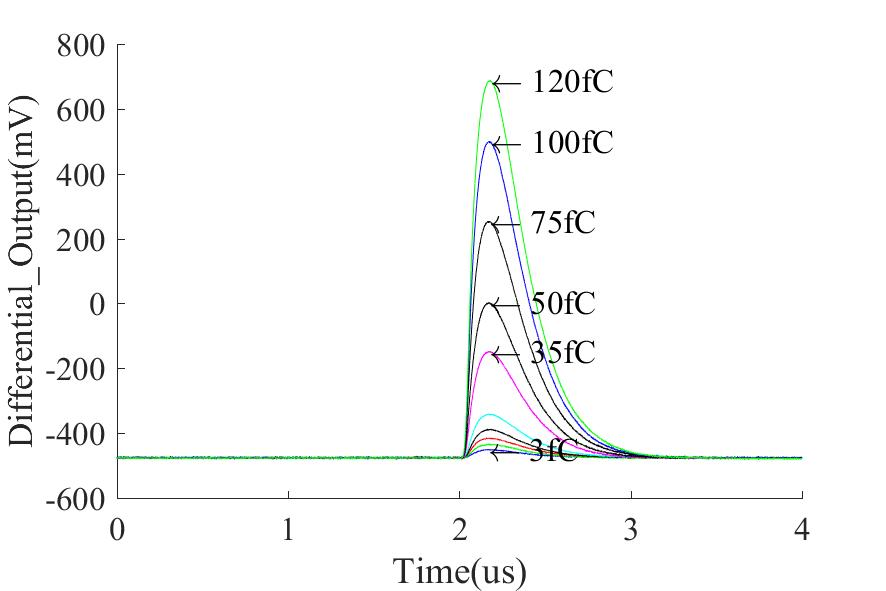 800
600
400
200
0
-200
-400
-600
Differential_Output(mV)
120fC
100fC
75fC
50fC
35fC
3fC
0 1 2 3 4
Time(us)